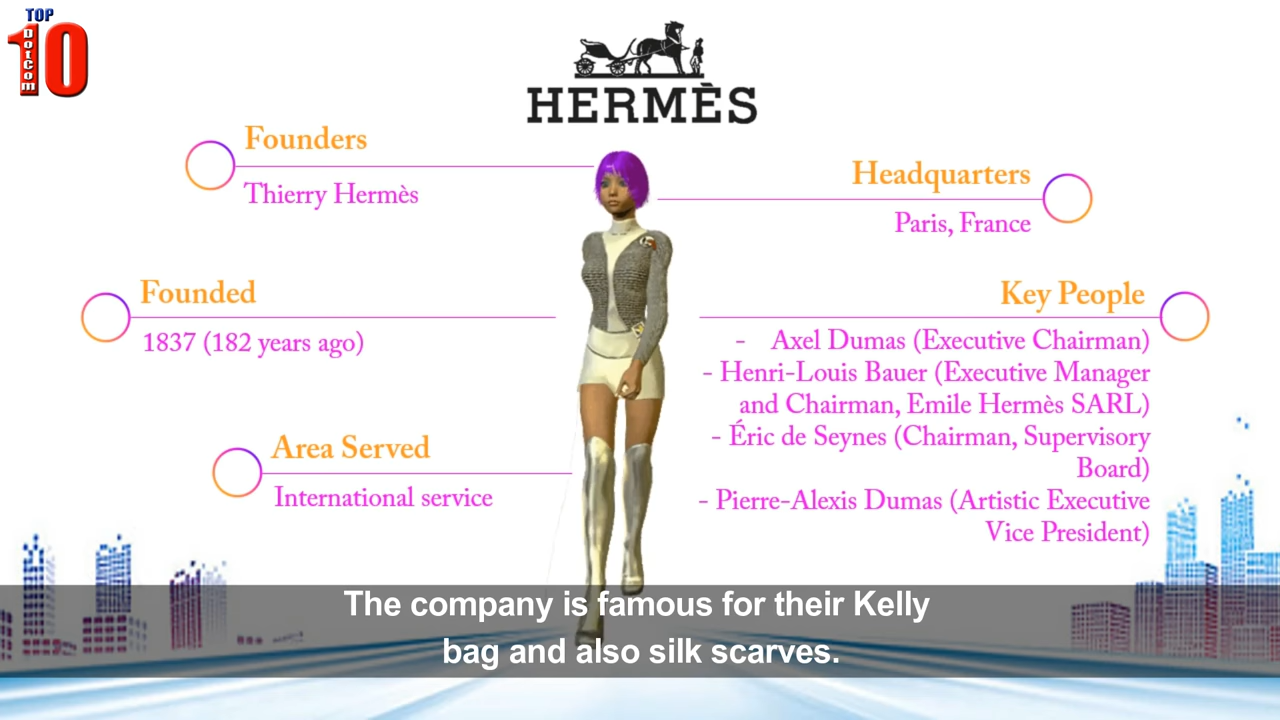 TOP
10
DotCom
HERMÈS
Founders
Thierry Hermès
Headquarters
Paris, France
Founded
1837 (182 years ago)
Key People
- Axel Dumas (Executive Chairman)
- Henri-Louis Bauer (Executive Manager
and Chairman, Emile Hermès SARL)
- Éric de Seynes (Chairman, Supervisory
Board)
- Pierre-Alexis Dumas (Artistic Executive
Vice President)
Area Served
International service
The company is famous for their Kelly
bag and also silk scarves.